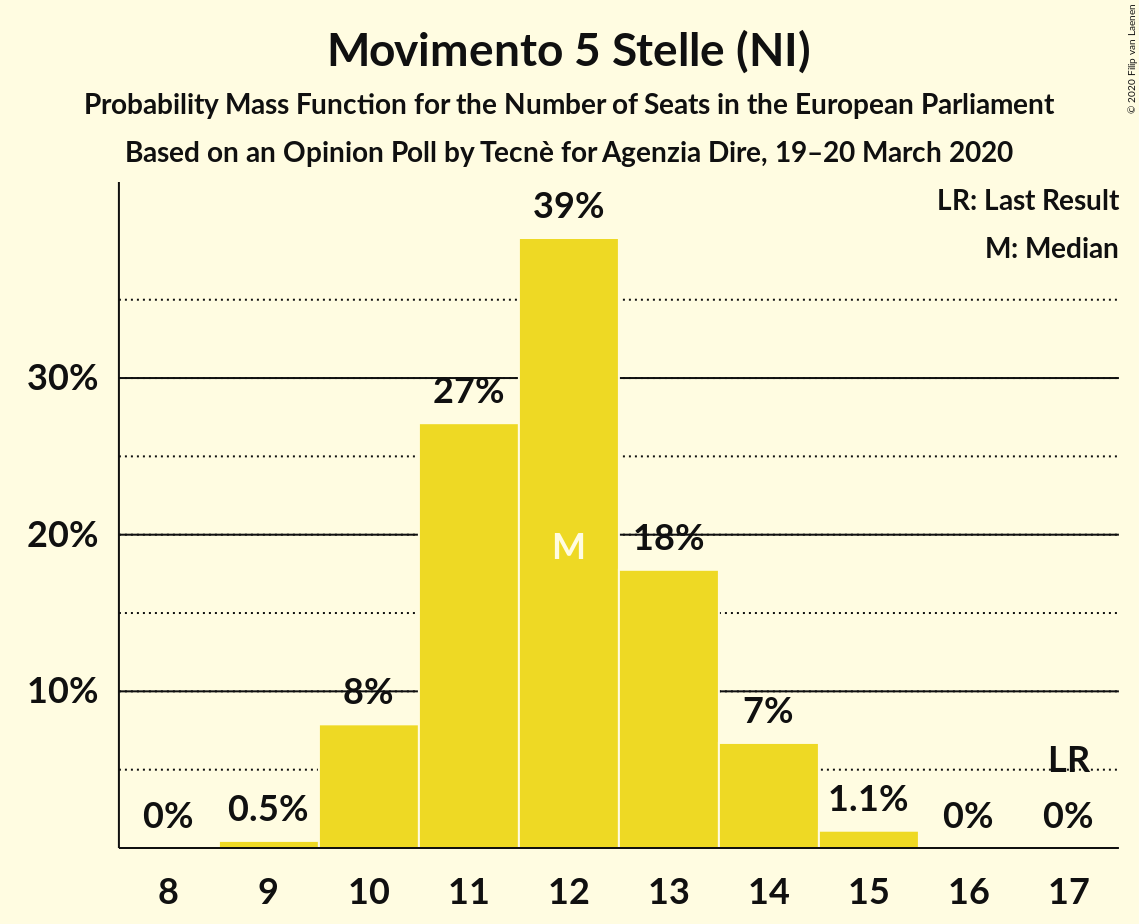 Movimento 5 Stelle (NI)
Probability Mass Function for the Number of Seats in the European Parliament
Based on an Opinion Poll by Tecnè for Agenzia Dire, 19–20 March 2020
© 2020 Filip van Laenen
LR: Last Result
M: Median
39%
30%
27%
20%
18%
M
10%
8%
7%
LR
0%
0.5%
1.1%
0%
0%
8 9 10 11 12 13 14 15 16 17